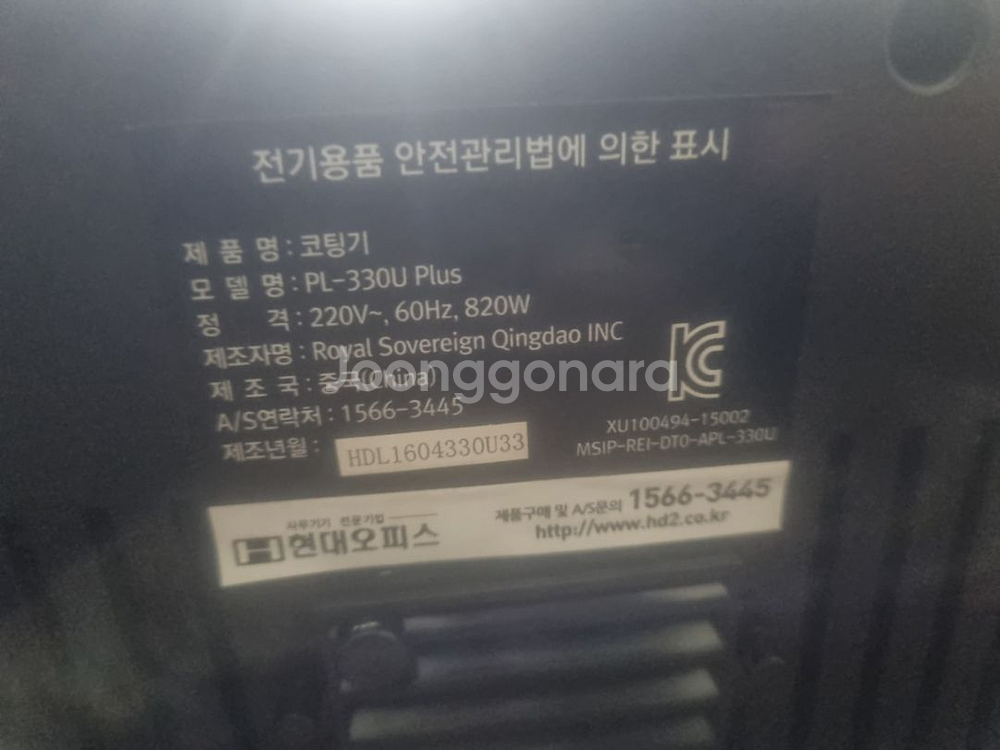 전기용품 안전관리법에 의한 표시
제 품 명 : 코팅기
모 델 명 : PL-330U Plus
정 격 : 220V~, 60Hz, 820W
제조자명 : Royal Sovereign Qingdao INC
제 조 국 : 중국(China)
Joonggonara
A/S연락처 : 1566-3445
제조년월 : HDL1604330U33
XU100494-15002
MSIP-REI-DT0-APL-330U
사무기기 전문기업
현대오피스
제품구매 및 A/S문의 1566-3445
http://www.hd2.co.kr